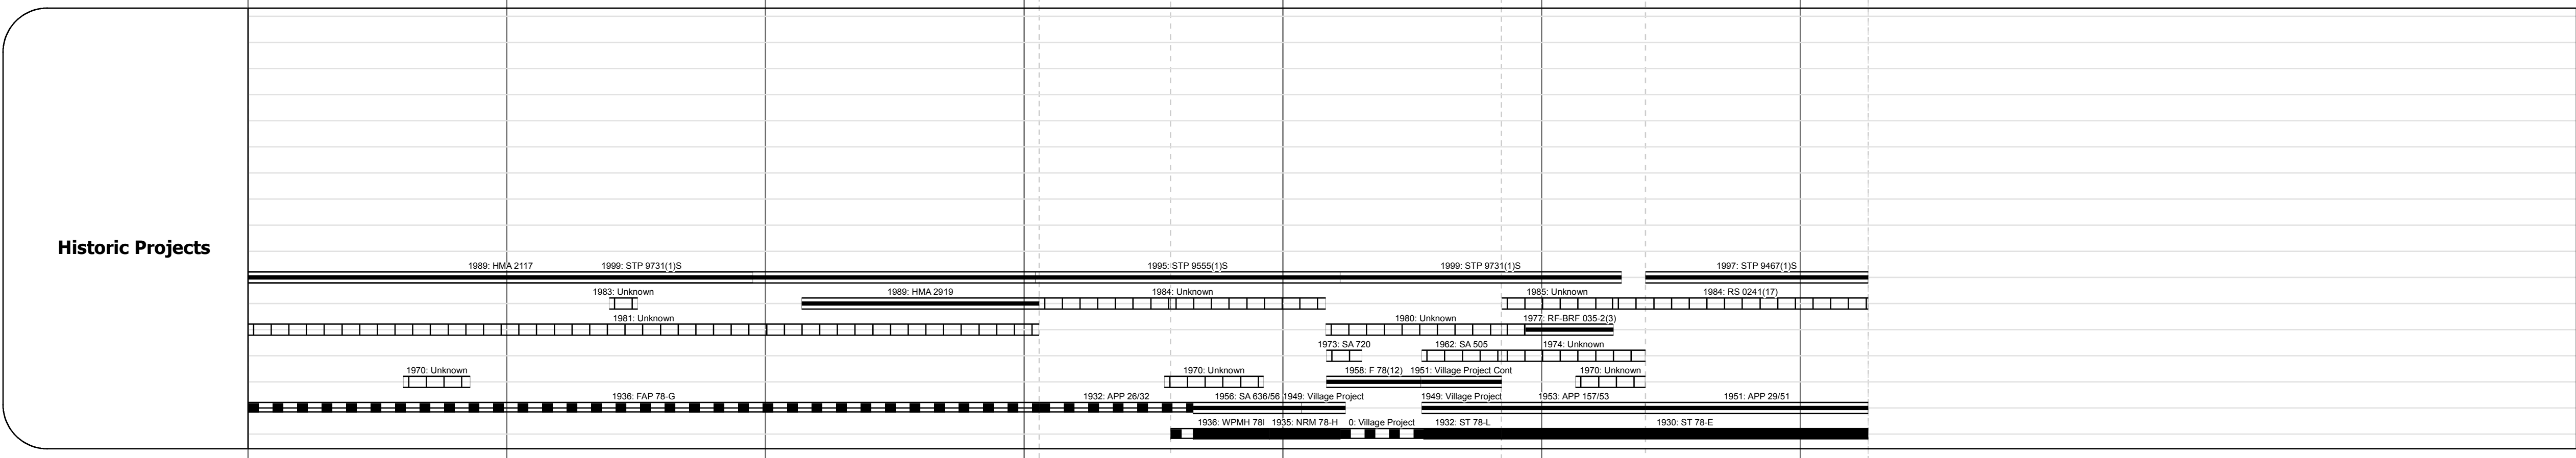 Historic Projects
1989: HMA 2117 1999: STP 9731(1)S 1995: STP 9555(1)S 1999: STP 9731(1)S 1997: STP 9467(1)S
1983: Unknown 1989: HMA 2919 1984: Unknown 1985: Unknown 1984: RS 0241(17)
1981: Unknown 1980: Unknown 1977: RF-BRF 035-2(3)
1973: SA 720 1962: SA 505 1974: Unknown
1970: Unknown 1970: Unknown 1958: F 78(12) 1951: Village Project Cont 1970: Unknown
1936: FAP 78-G 1932: APP 26/32 1956: SA 636/56 1949: Village Project 1949: Village Project 1953: APP 157/53 1951: APP 29/51
1936: WPMH 78I 1935: NRM 78-H 0: Village Project 1932: ST 78-L 1930: ST 78-E